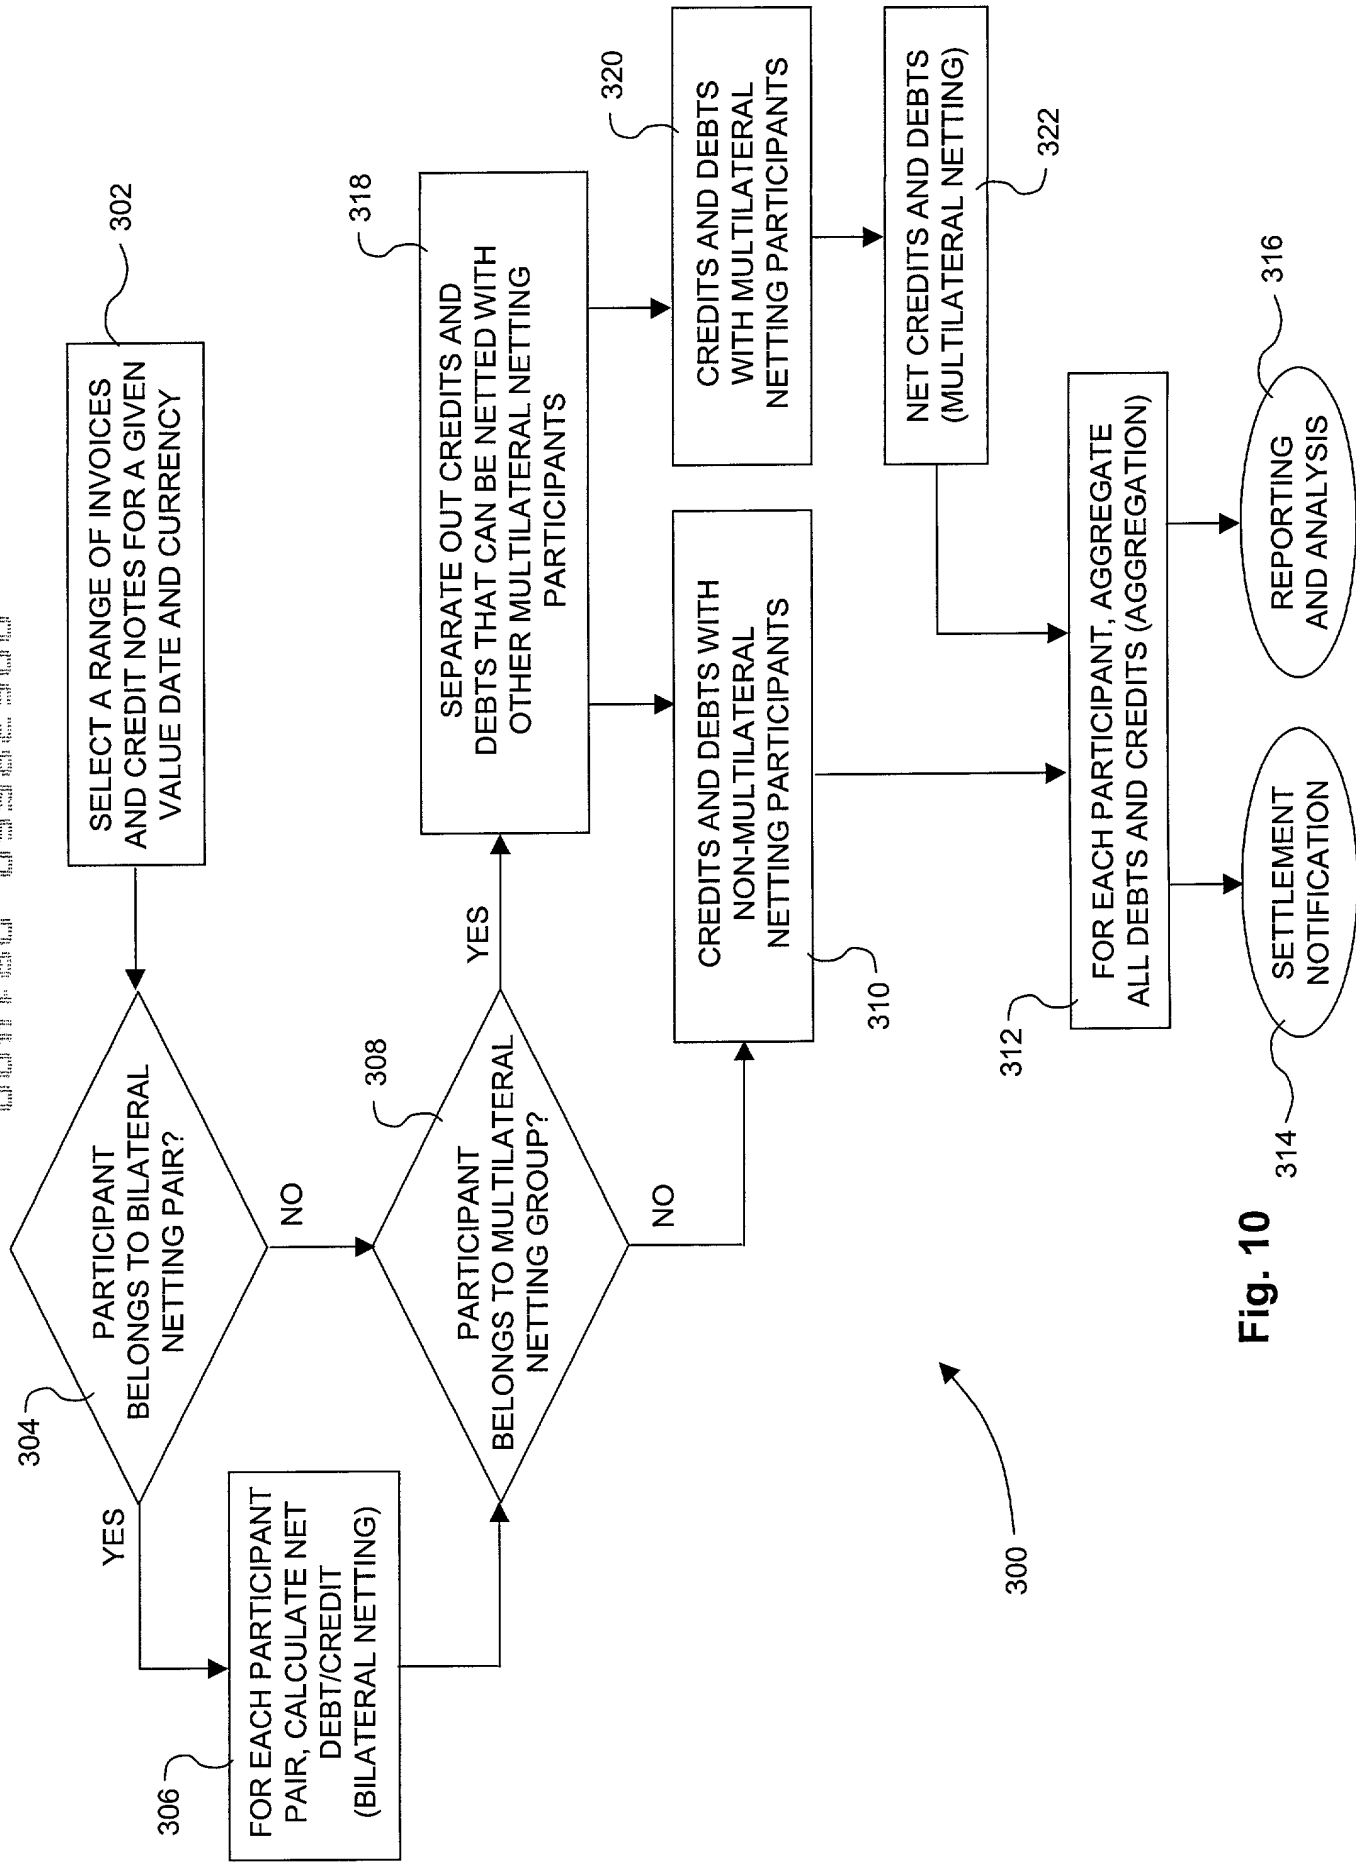 302
SELECT A RANGE OF INVOICES
AND CREDIT NOTES FOR A GIVEN
VALUE DATE AND CURRENCY
304
PARTICIPANT
BELONGS TO BILATERAL
NETTING PAIR?
YES
NO
306
FOR EACH PARTICIPANT
PAIR, CALCULATE NET
DEBT/CREDIT
(BILATERAL NETTING)
308
PARTICIPANT
BELONGS TO MULTILATERAL
NETTING GROUP?
YES
NO
318
SEPARATE OUT CREDITS AND
DEBTS THAT CAN BE NETTED WITH
OTHER MULTILATERAL NETTING
PARTICIPANTS
310
CREDITS AND DEBTS WITH
NON-MULTILATERAL
NETTING PARTICIPANTS
320
CREDITS AND DEBTS
WITH MULTILATERAL
NETTING PARTICIPANTS
NET CREDITS AND DEBTS
(MULTILATERAL NETTING)
322
312
FOR EACH PARTICIPANT, AGGREGATE
ALL DEBTS AND CREDITS (AGGREGATION)
314
SETTLEMENT
NOTIFICATION
316
REPORTING
AND ANALYSIS
300
Fig. 10